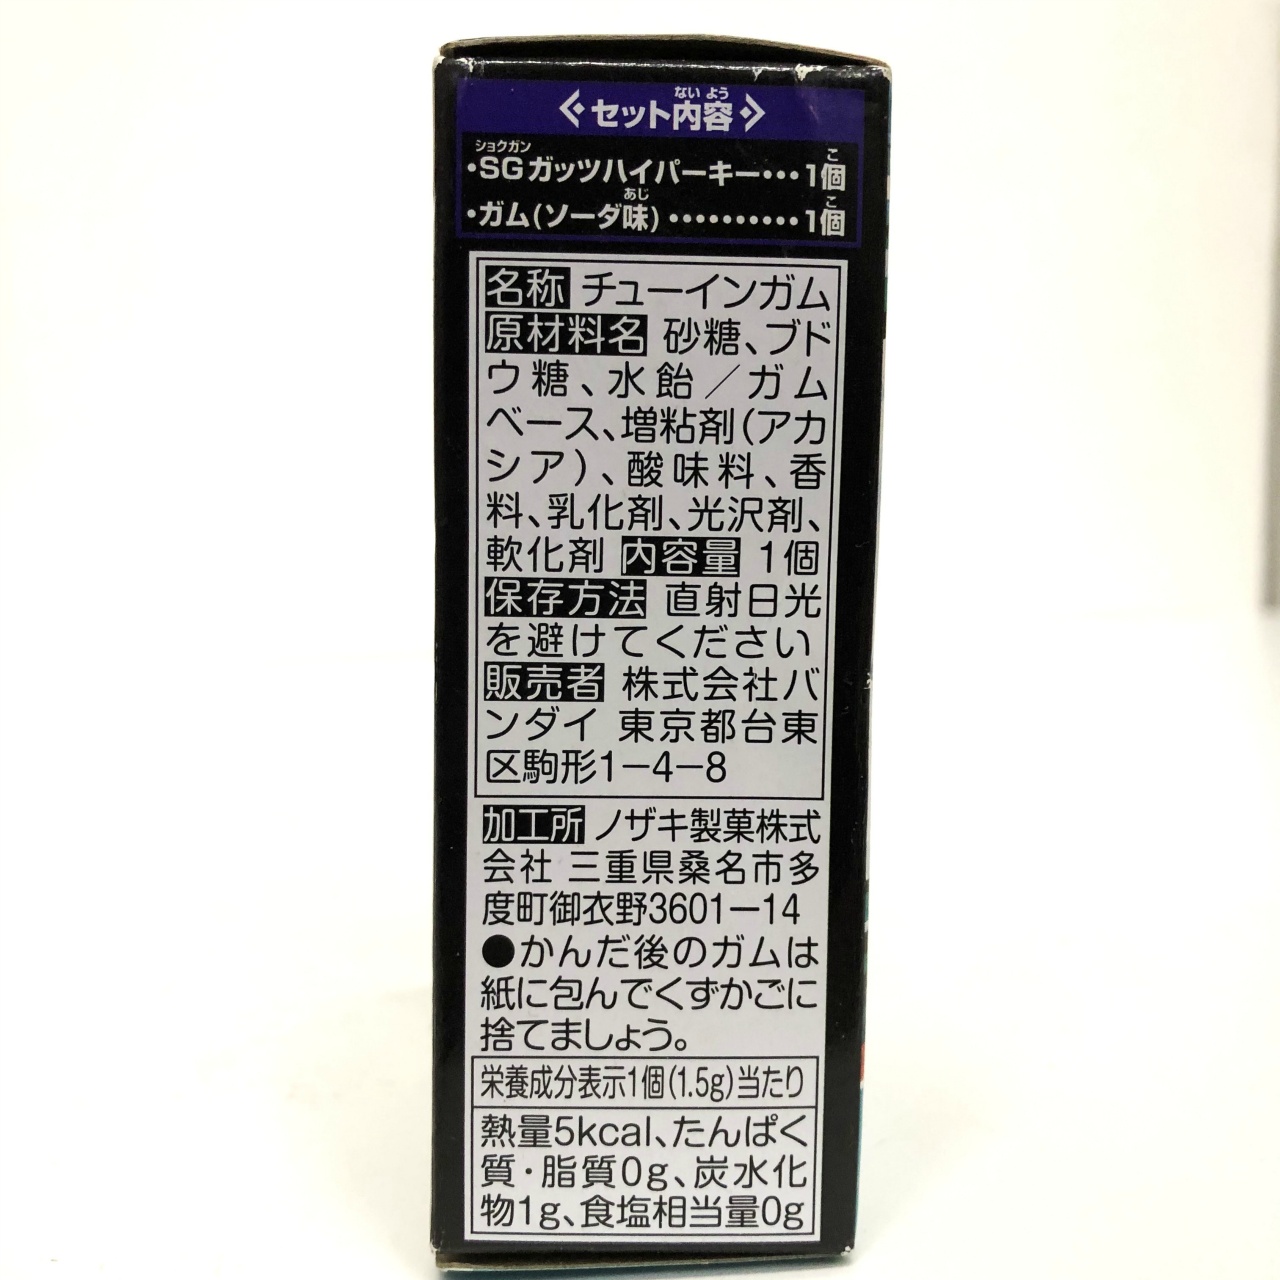 ないよう
セット内容
ショクガン
こ
・SGガッツハイパーキー・・・1個
あじ
こ
・ガム(ソーダ味)・・・・・・・・・・1個
名称 チューインガム
原材料名 砂糖、ブド
ウ糖、水飴／ガム
ベース、増粘剤(アカ
シア)、酸味料、香
料、乳化剤、光沢剤、
軟化剤 内容量 1個
保存方法 直射日光
を避けてください
販売者 株式会社バ
ンダイ 東京都台東
区駒形1－4－8
加工所 ノザキ製菓株式
会社 三重県桑名市多
度町御衣野3601－14
●かんだ後のガムは
紙に包んでくずかごに
捨てましょう。
栄養成分表示1個(1.5g)当たり
熱量5kcal、たんぱく
質・脂質0g、炭水化
物1g、食塩相当量0g